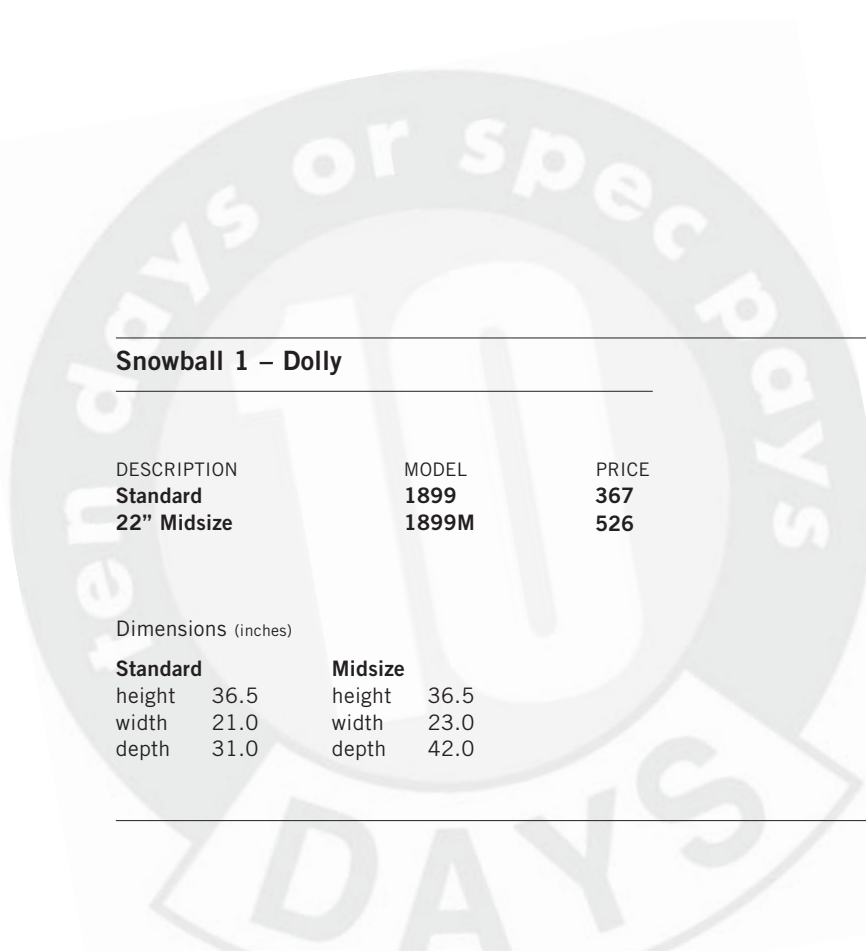 ten days or spec pays
10
DAYS
Snowball 1 – Dolly
DESCRIPTION MODEL PRICE
Standard 1899 367
22” Midsize 1899M 526
Dimensions (inches)
Standard Midsize
height 36.5 height 36.5
width 21.0 width 23.0
depth 31.0 depth 42.0